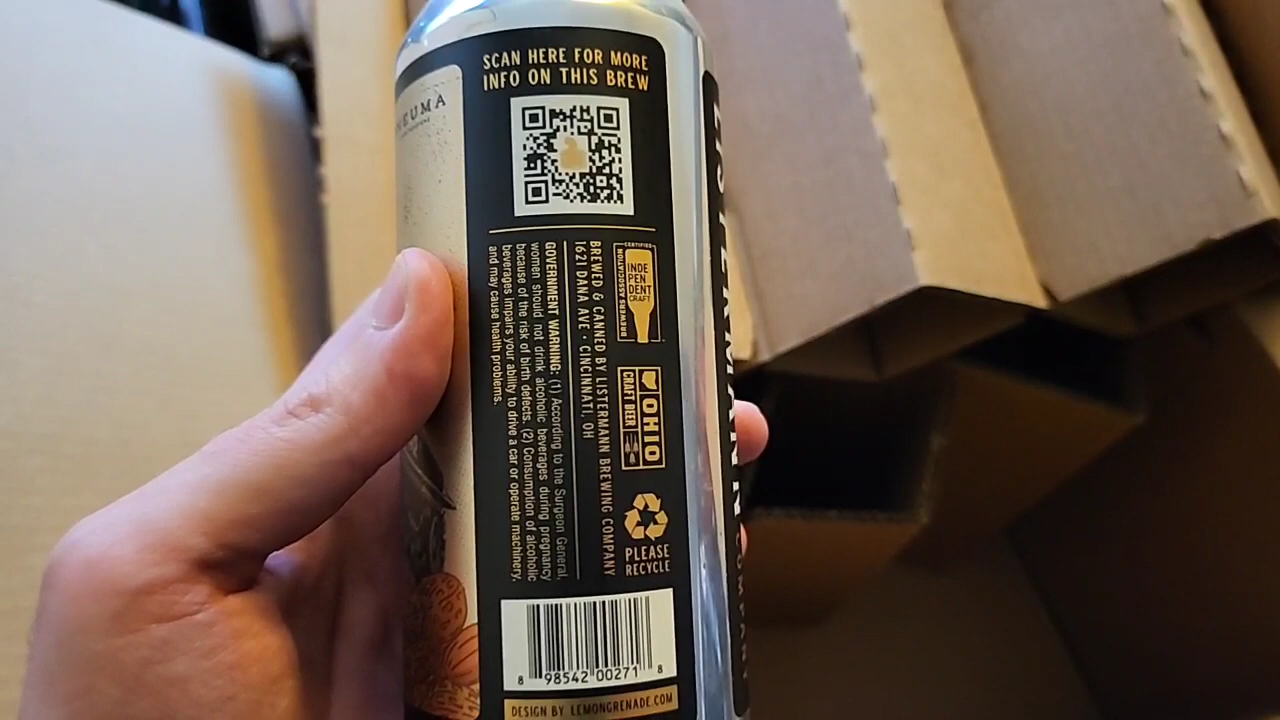 SCAN HERE FOR MORE
INFO ON THIS BREW
CERTIFIED
INDE
PEN
DENT
CRAFT
BREWERS ASSOCIATION
OHIO
CRAFT BEER
PLEASE
RECYCLE
BREWED & CANNED BY LISTERMANN BREWING COMPANY
1621 DANA AVE • CINCINNATI, OH
GOVERNMENT WARNING: (1) According to the Surgeon General,
women should not drink alcoholic beverages during pregnancy
because of the risk of birth defects. (2) Consumption of alcoholic
beverages impairs your ability to drive a car or operate machinery,
and may cause health problems.
8 98542 00271 8
DESIGN BY LEMONGRENADE.COM